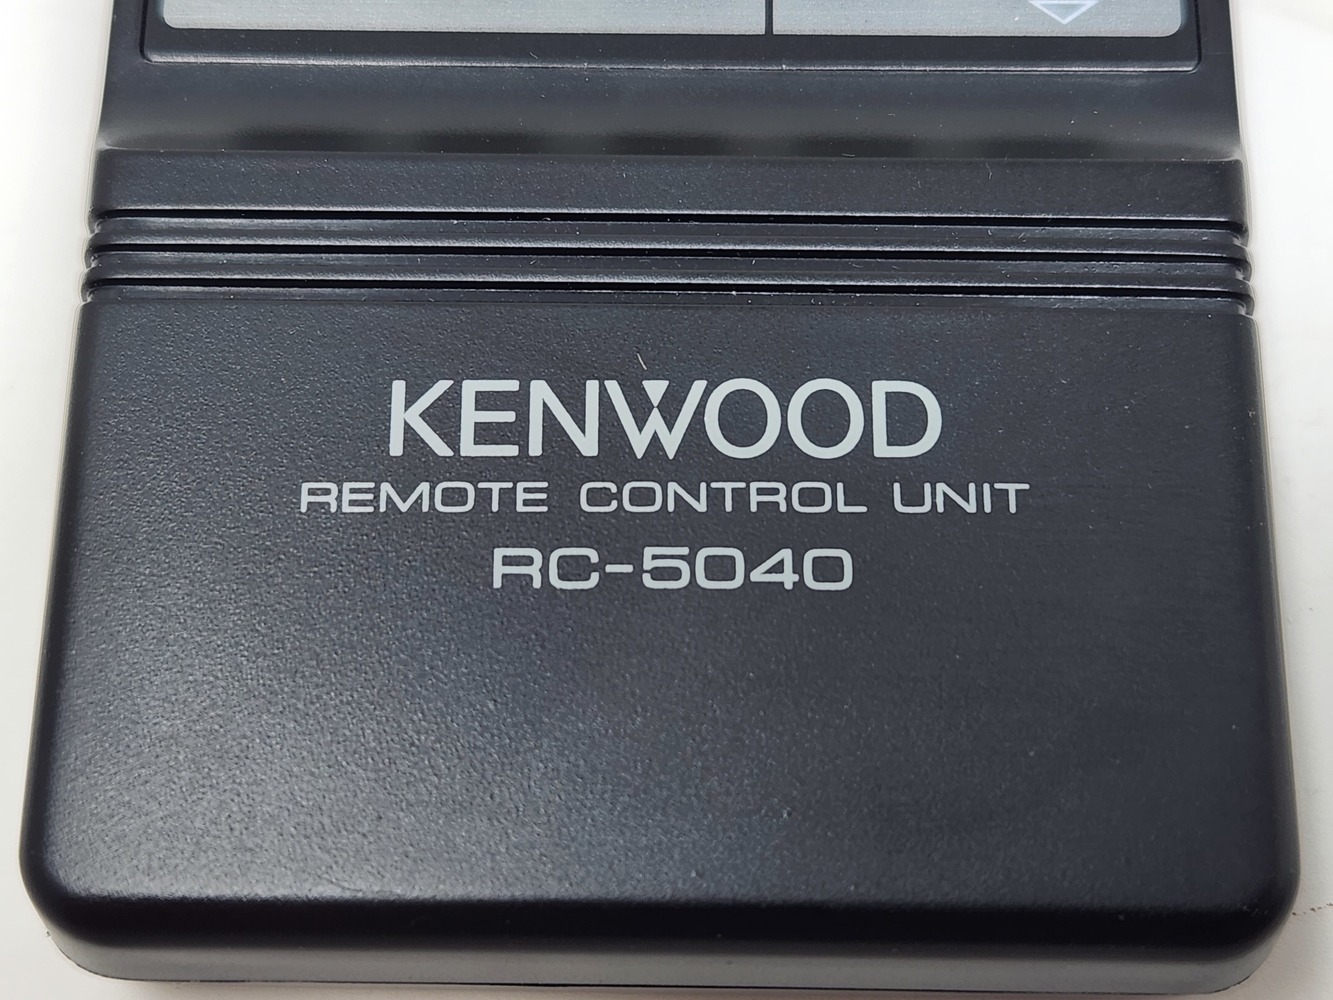 KENWOOD
REMOTE CONTROL UNIT
RC-5040